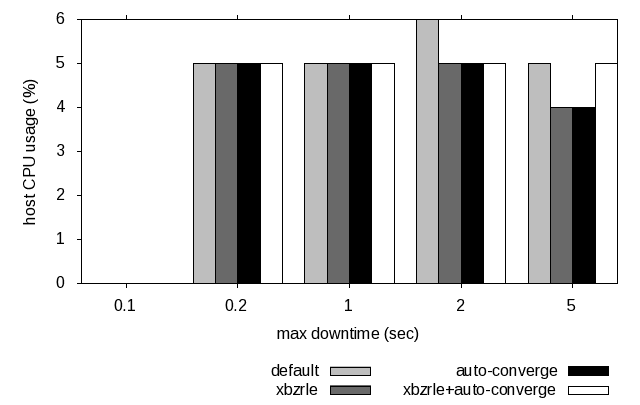 host CPU usage (%)
6
5
4
3
2
1
0
0.1 0.2 1 2 5
max downtime (sec)
default auto-converge
xbzrle xbzrle+auto-converge